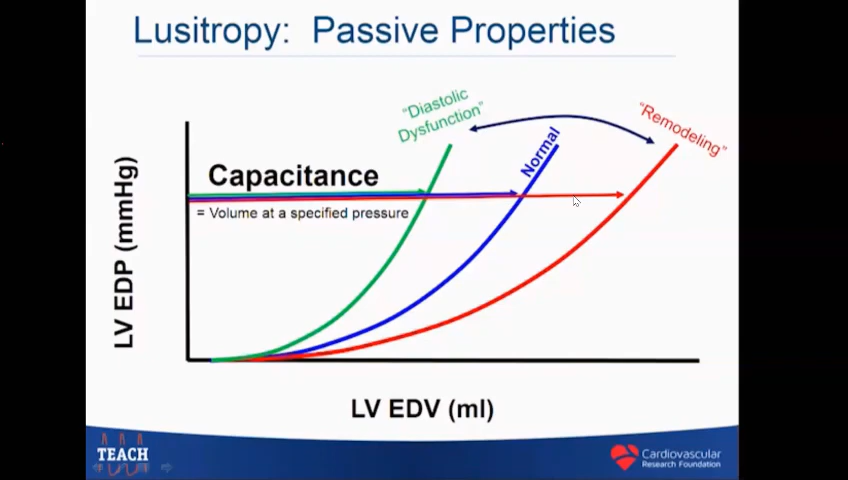 Lusitropy: Passive Properties
"Diastolic
Dysfunction"
Normal
"Remodeling"
Capacitance
= Volume at a specified pressure
LV EDP (mmHg)
LV EDV (ml)
TEACH
Cardiovascular
Research Foundation